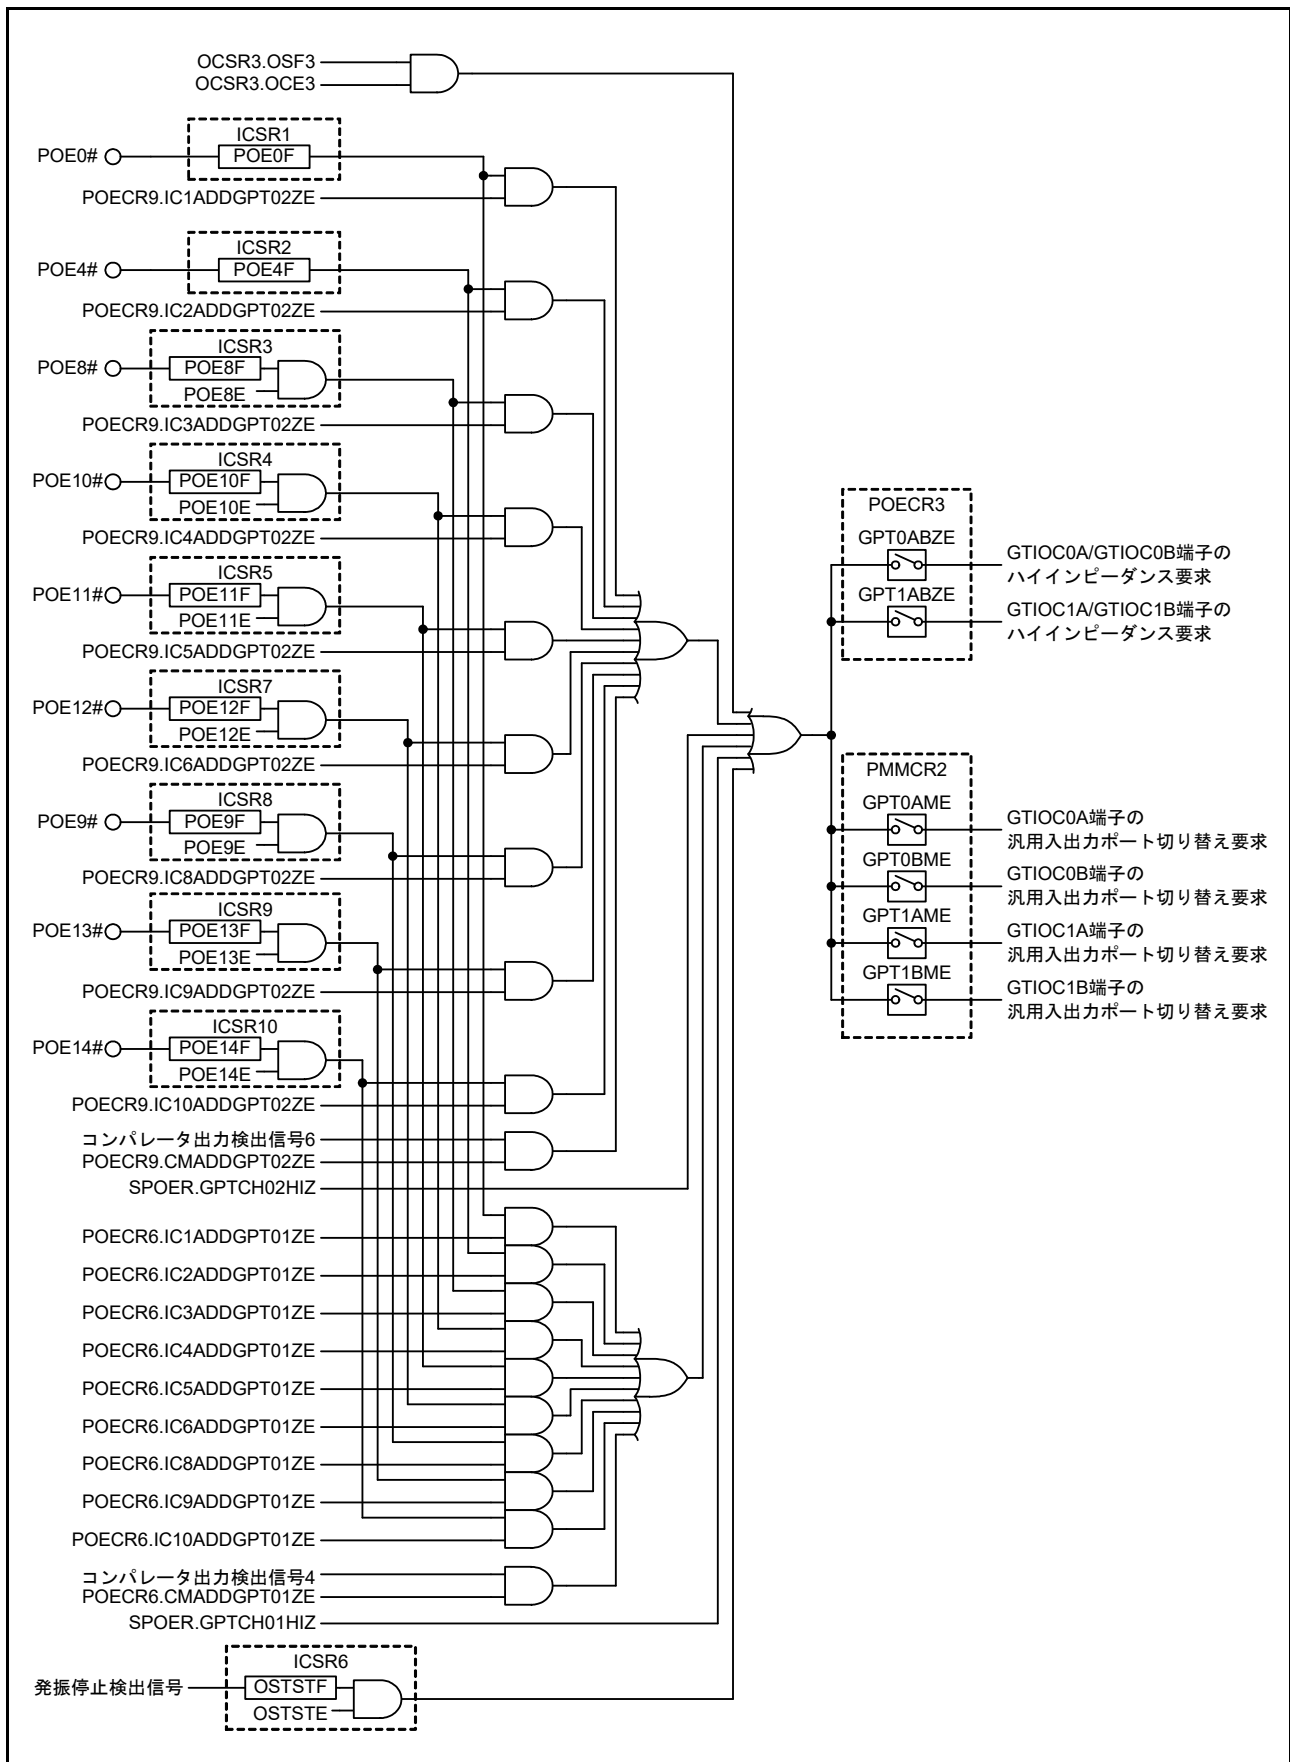 OCSR3.OSF3
OCSR3.OCE3
ICSR1
POE0#
POE0F
POECR9.IC1ADDGPT02ZE
ICSR2
POE4#
POE4F
POECR9.IC2ADDGPT02ZE
ICSR3
POE8#
POE8F
POE8E
POECR9.IC3ADDGPT02ZE
ICSR4
POE10#
POE10F
POE10E
POECR9.IC4ADDGPT02ZE
ICSR5
POE11#
POE11F
POE11E
POECR9.IC5ADDGPT02ZE
ICSR7
POE12#
POE12F
POE12E
POECR9.IC6ADDGPT02ZE
ICSR8
POE9#
POE9F
POE9E
POECR9.IC8ADDGPT02ZE
ICSR9
POE13#
POE13F
POE13E
POECR9.IC9ADDGPT02ZE
ICSR10
POE14#
POE14F
POE14E
POECR9.IC10ADDGPT02ZE
コンパレータ出力検出信号6
POECR9.CMADDGPT02ZE
SPOER.GPTCH02HIZ
POECR6.IC1ADDGPT01ZE
POECR6.IC2ADDGPT01ZE
POECR6.IC3ADDGPT01ZE
POECR6.IC4ADDGPT01ZE
POECR6.IC5ADDGPT01ZE
POECR6.IC6ADDGPT01ZE
POECR6.IC8ADDGPT01ZE
POECR6.IC9ADDGPT01ZE
POECR6.IC10ADDGPT01ZE
コンパレータ出力検出信号4
POECR6.CMADDGPT01ZE
SPOER.GPTCH01HIZ
ICSR6
発振停止検出信号
OSTSTF
OSTSTE
POECR3
GPT0ABZE
GTIOC0A/GTIOC0B端子の
ハイインピーダンス要求
GPT1ABZE
GTIOC1A/GTIOC1B端子の
ハイインピーダンス要求
PMMCR2
GPT0AME
GTIOC0A端子の
汎用入出力ポート切り替え要求
GPT0BME
GTIOC0B端子の
汎用入出力ポート切り替え要求
GPT1AME
GTIOC1A端子の
汎用入出力ポート切り替え要求
GPT1BME
GTIOC1B端子の
汎用入出力ポート切り替え要求